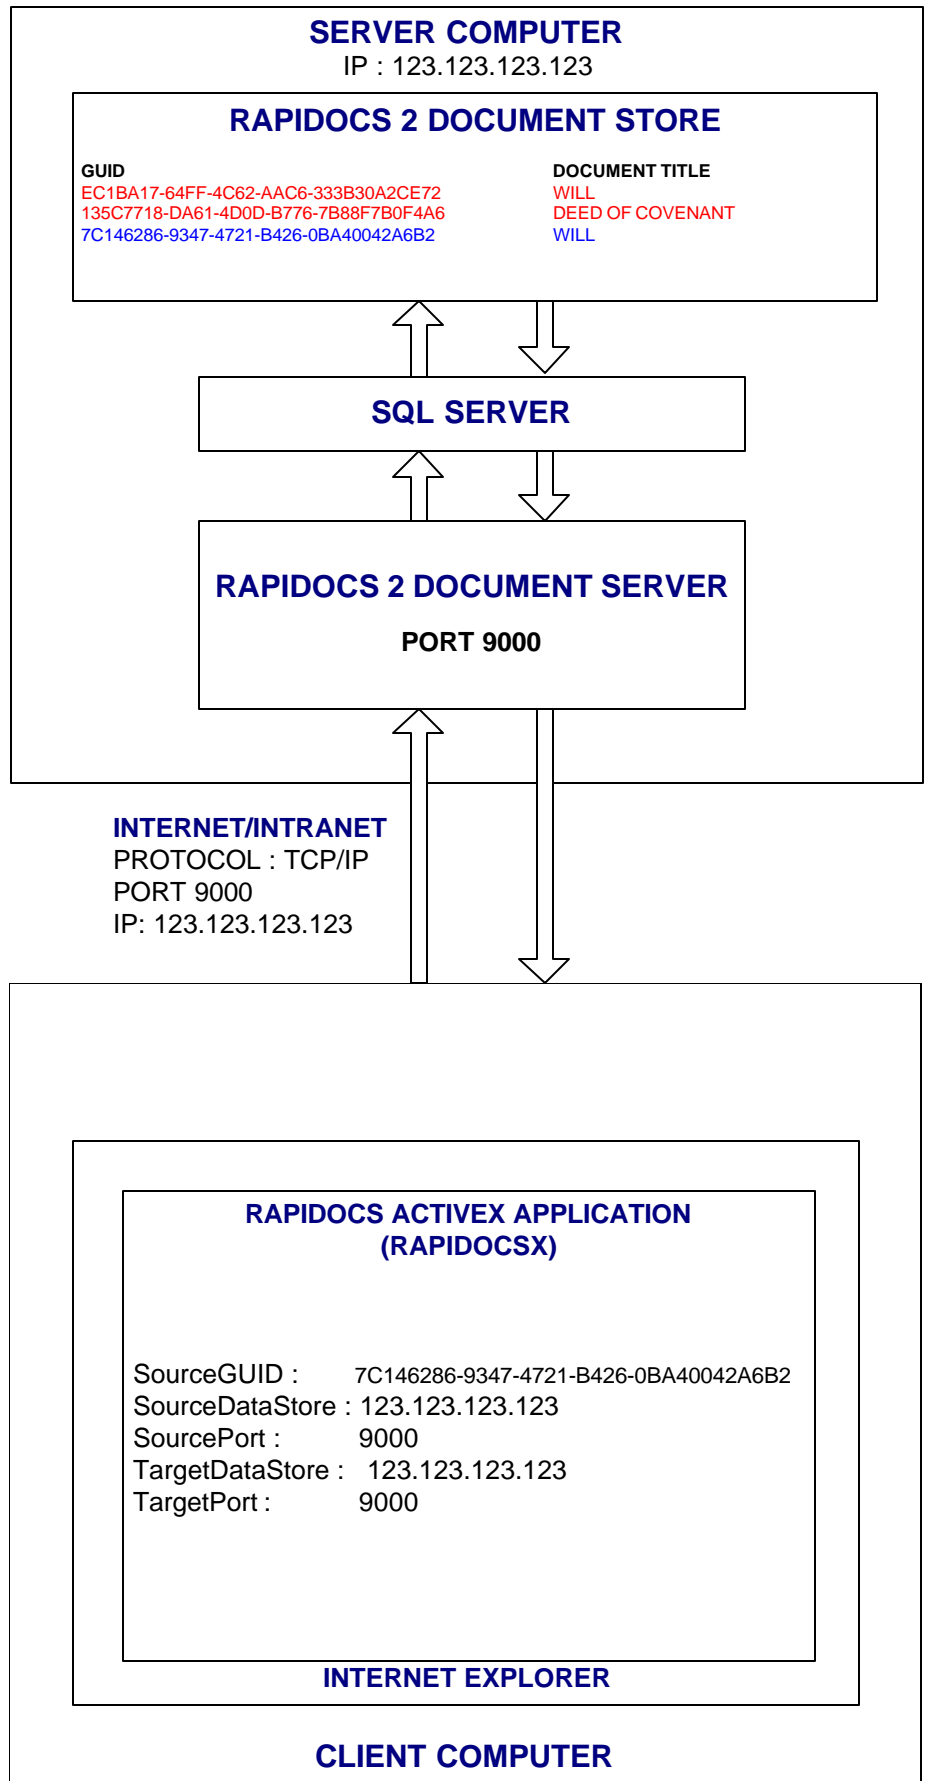 SERVER COMPUTER
IP : 123.123.123.123
RAPIDOCS 2 DOCUMENT STORE
GUID DOCUMENT TITLE
EC1BA17-64FF-4C62-AAC6-333B30A2CE72 WILL
135C7718-DA61-4D0D-B776-7B88F7B0F4A6 DEED OF COVENANT
7C146286-9347-4721-B426-0BA40042A6B2 WILL
SQL SERVER
RAPIDOCS 2 DOCUMENT SERVER
PORT 9000
INTERNET/INTRANET
PROTOCOL : TCP/IP
PORT 9000
IP: 123.123.123.123
RAPIDOCS ACTIVEX APPLICATION
(RAPIDOCSX)
SourceGUID : 7C146286-9347-4721-B426-0BA40042A6B2
SourceDataStore : 123.123.123.123
SourcePort : 9000
TargetDataStore : 123.123.123.123
TargetPort : 9000
INTERNET EXPLORER
CLIENT COMPUTER